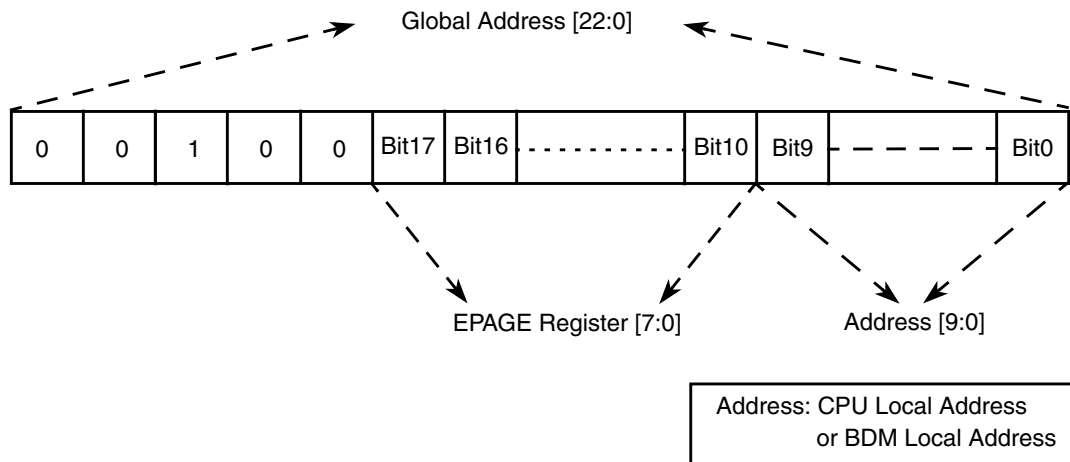 Global Address [22:0]
0 0 1 0 0 Bit17 Bit16 Bit10 Bit9 Bit0
EPAGE Register [7:0] Address [9:0]
Address: CPU Local Address
or BDM Local Address